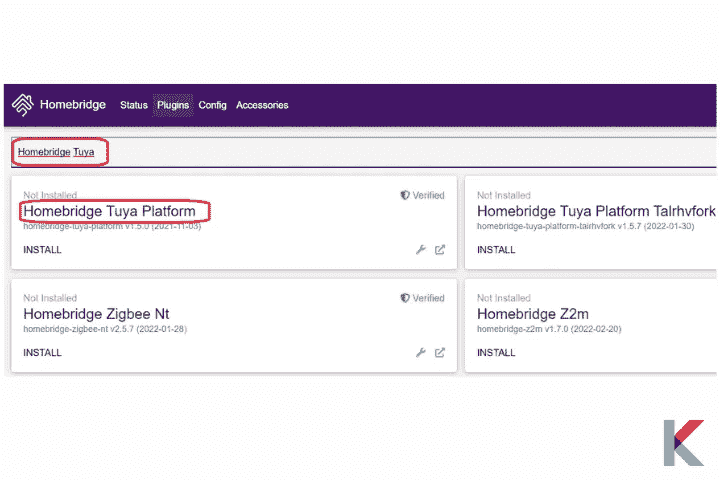 Homebridge Status Plugins Config Accessories
Homebridge Tuya
Not Installed Verified
Homebridge Tuya Platform
homebridge-tuya-platform v1.5.0 (2021-11-03)
INSTALL
Not Installed
Homebridge Tuya Platform Talrhvfork
homebridge-tuya-platform-talrhvfork v1.5.7 (2022-01-30)
INSTALL
Not Installed Verified
Homebridge Zigbee Nt
homebridge-zigbee-nt v2.5.7 (2022-01-28)
INSTALL
Not Installed
Homebridge Z2m
homebridge-z2m v1.7.0 (2022-02-20)
INSTALL
K